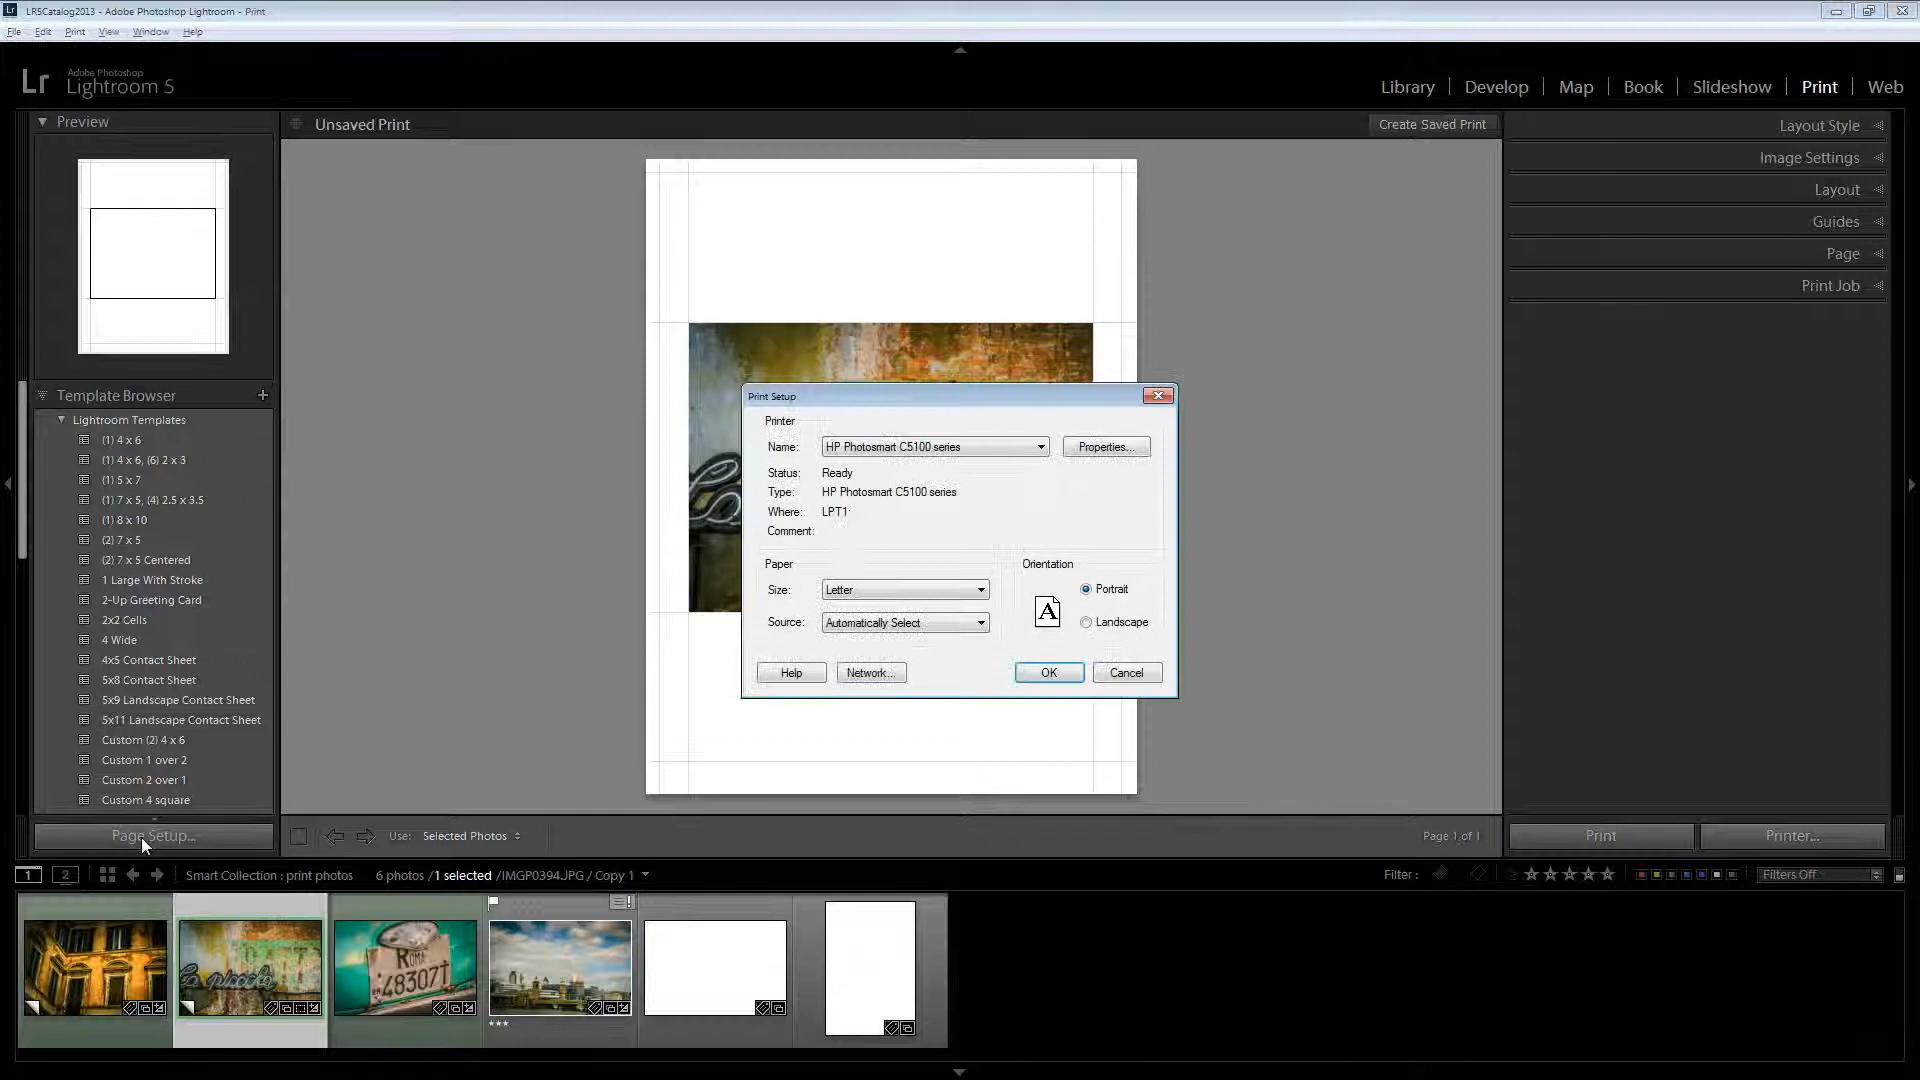 LR5Catalog2013 - Adobe Photoshop Lightroom - Print
File Edit Print View Window Help
Lr Adobe Photoshop
Lightroom 5
Library | Develop | Map | Book | Slideshow | Print | Web
Preview
Unsaved Print
Create Saved Print
Layout Style
Image Settings
Layout
Guides
Page
Print Job
Template Browser +
Lightroom Templates
(1) 4 x 6
(1) 4 x 6, (6) 2 x 3
(1) 5 x 7
(1) 7 x 5, (4) 2.5 x 3.5
(1) 8 x 10
(2) 7 x 5
(2) 7 x 5 Centered
1 Large With Stroke
2-Up Greeting Card
2x2 Cells
4 Wide
4x5 Contact Sheet
5x8 Contact Sheet
5x9 Landscape Contact Sheet
5x11 Landscape Contact Sheet
Custom (2) 4 x 6
Custom 1 over 2
Custom 2 over 1
Custom 4 square
Page Setup...
Print Setup
Printer
Name: HP Photosmart C5100 series Properties...
Status: Ready
Type: HP Photosmart C5100 series
Where: LPT1:
Comment:
Paper
Size: Letter
Source: Automatically Select
Orientation
A
Portrait
Landscape
Help Network... OK Cancel
Use: Selected Photos
Page 1 of 1
Print
Printer...
1 2 Smart Collection : print photos 6 photos / 1 selected / IMGP0394.JPG / Copy 1
Filter : Filters Off
la piccola
ROMA
48307T